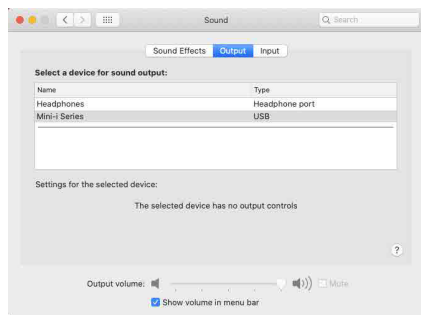 Sound
Search
Sound Effects
Output
Input
Select a device for sound output:
Name Type
Headphones Headphone port
Mini-i Series USB
Settings for the selected device:
The selected device has no output controls
?
Output volume: Mute
Show volume in menu bar